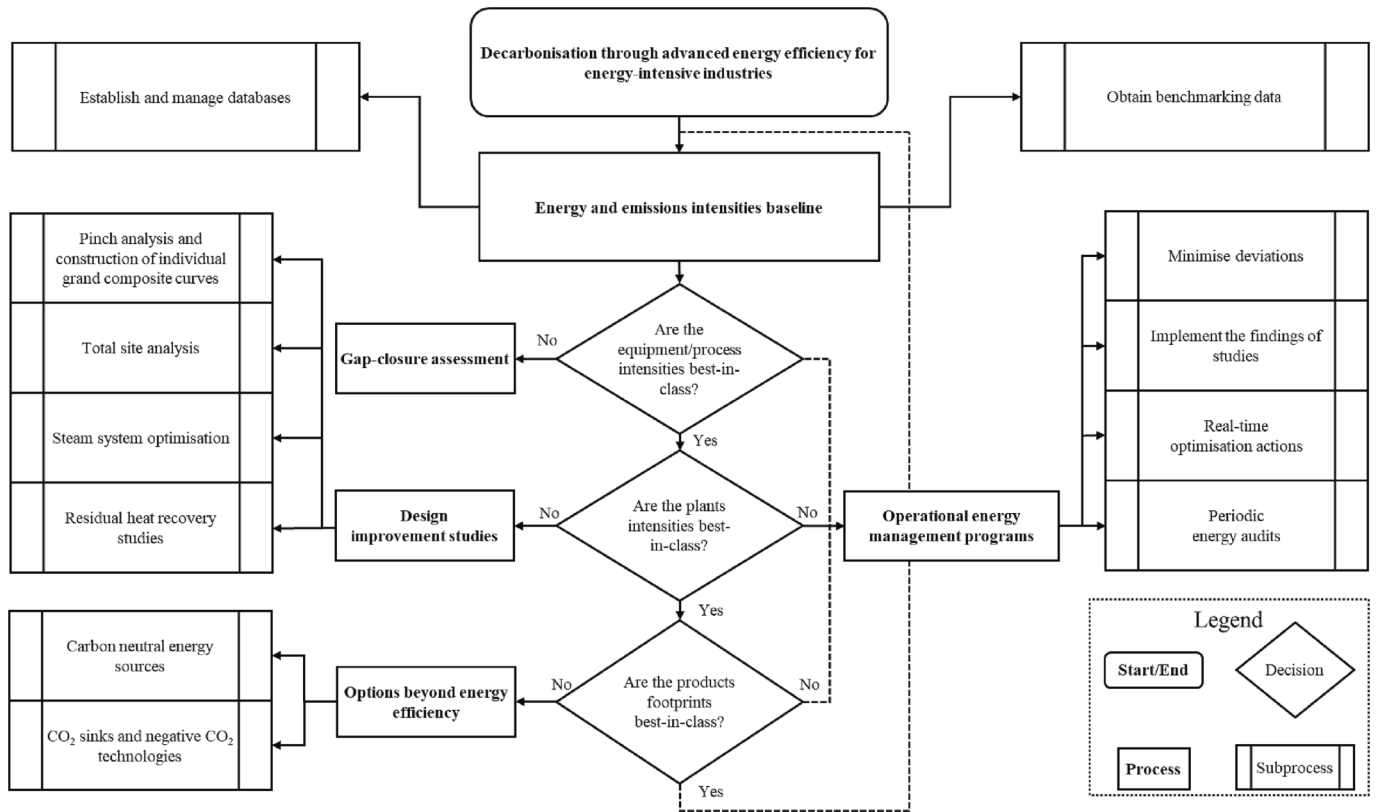 Decarbonisation through advanced energy efficiency for
energy-intensive industries
Establish and manage databases
Obtain benchmarking data
Energy and emissions intensities baseline
Pinch analysis and
construction of individual
grand composite curves
Total site analysis
Steam system optimisation
Residual heat recovery
studies
Gap-closure assessment
No
Are the
equipment/process
intensities best-in-
class?
Yes
Design
improvement studies
No
Are the plants
intensities best-
in-class?
No
Operational energy
management programs
Minimise deviations
Implement the findings of
studies
Real-time
optimisation actions
Periodic
energy audits
Yes
Carbon neutral energy
sources
CO₂ sinks and negative CO₂
technologies
Options beyond energy
efficiency
No
Are the products
footprints
best-in-class?
No
Yes
Legend
Start/End
Decision
Process
Subprocess